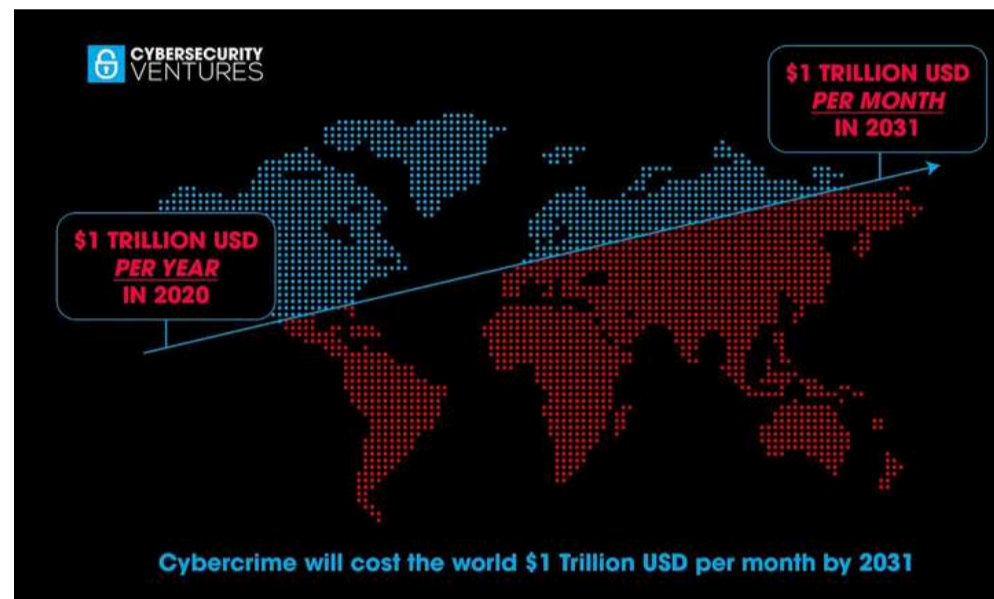 CYBERSECURITY
VENTURES
$1 TRILLION USD
PER MONTH
IN 2031
$1 TRILLION USD
PER YEAR
IN 2020
Cybercrime will cost the world $1 Trillion USD per month by 2031